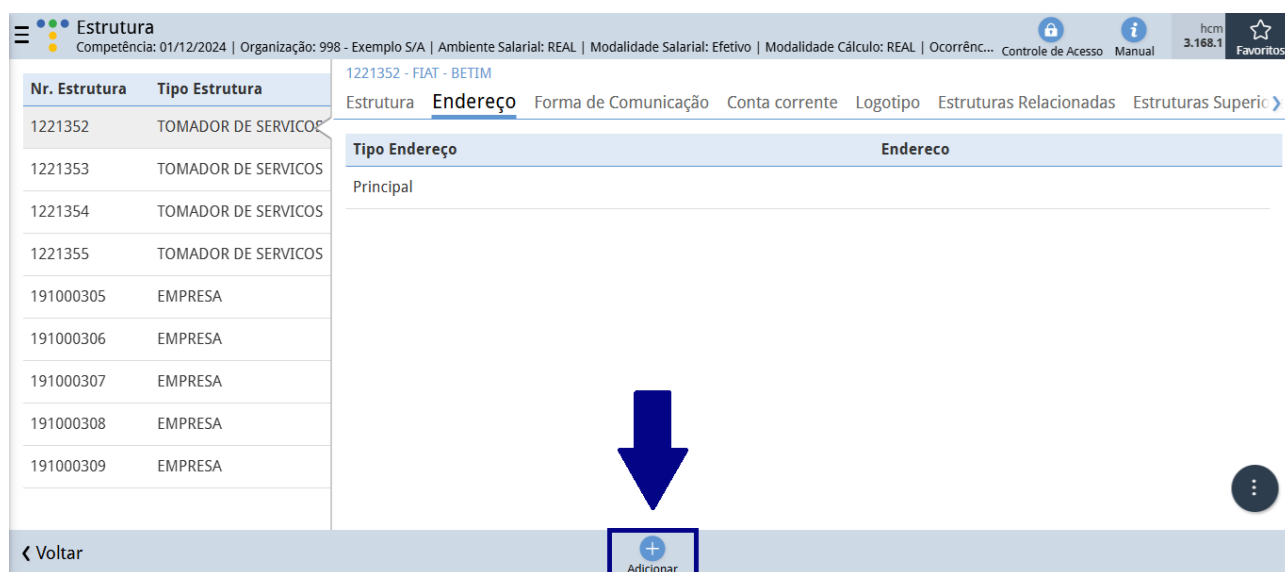 Estrutura
Competência: 01/12/2024 | Organização: 998 - Exemplo S/A | Ambiente Salarial: REAL | Modalidade Salarial: Efetivo | Modalidade Cálculo: REAL | Ocorrênc...
Controle de Acesso
Manual
hcm
3.168.1
Favoritos
Nr. Estrutura Tipo Estrutura
1221352 TOMADOR DE SERVICOS
1221353 TOMADOR DE SERVICOS
1221354 TOMADOR DE SERVICOS
1221355 TOMADOR DE SERVICOS
191000305 EMPRESA
191000306 EMPRESA
191000307 EMPRESA
191000308 EMPRESA
191000309 EMPRESA
1221352 - FIAT - BETIM
Estrutura Endereço Forma de Comunicação Conta corrente Logotipo Estruturas Relacionadas Estruturas Superio
Tipo Endereço Endereco
Principal
Voltar
Adicionar